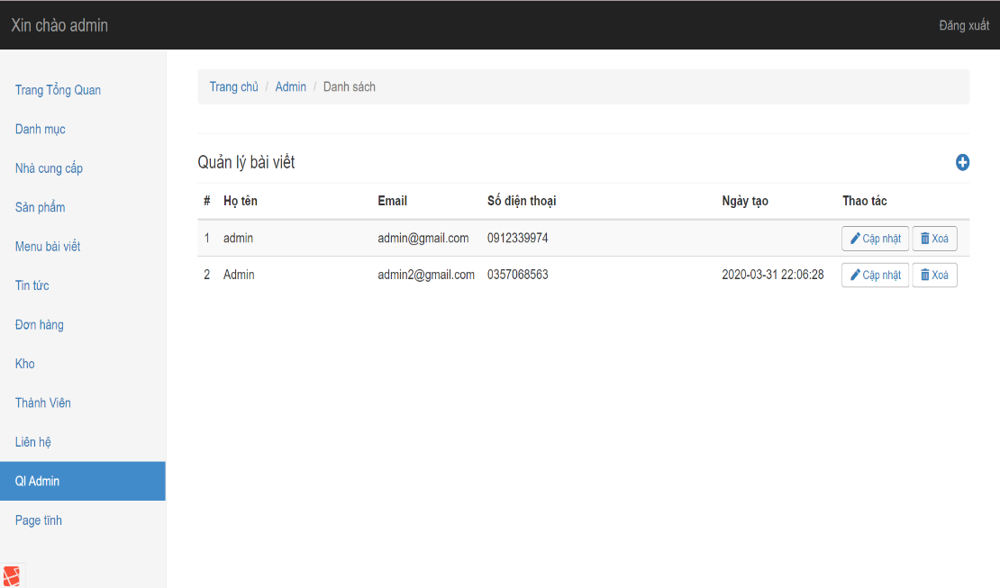 Xin chào admin
Đăng xuất
Trang Tổng Quan
Danh mục
Nhà cung cấp
Sản phẩm
Menu bài viết
Tin tức
Đơn hàng
Kho
Thành Viên
Liên hệ
Ql Admin
Page tĩnh
Trang chủ / Admin / Danh sách
Quản lý bài viết
# Họ tên Email Số điện thoại Ngày tạo Thao tác
1 admin admin@gmail.com 0912339974 Cập nhật Xoá
2 Admin admin2@gmail.com 0357068563 2020-03-31 22:06:28 Cập nhật Xoá